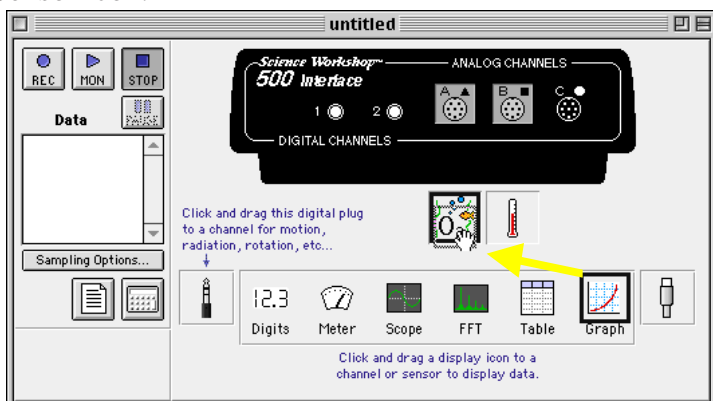 untitled
REC MON STOP
PAUSE
Data
Sampling Options...
Science Workshop™
500 Interface
ANALOG CHANNELS
A B C
1 2
DIGITAL CHANNELS
Click and drag this digital plug
to a channel for motion,
radiation, rotation, etc...
12.3
Digits Meter Scope FFT Table Graph
Click and drag a display icon to a
channel or sensor to display data.